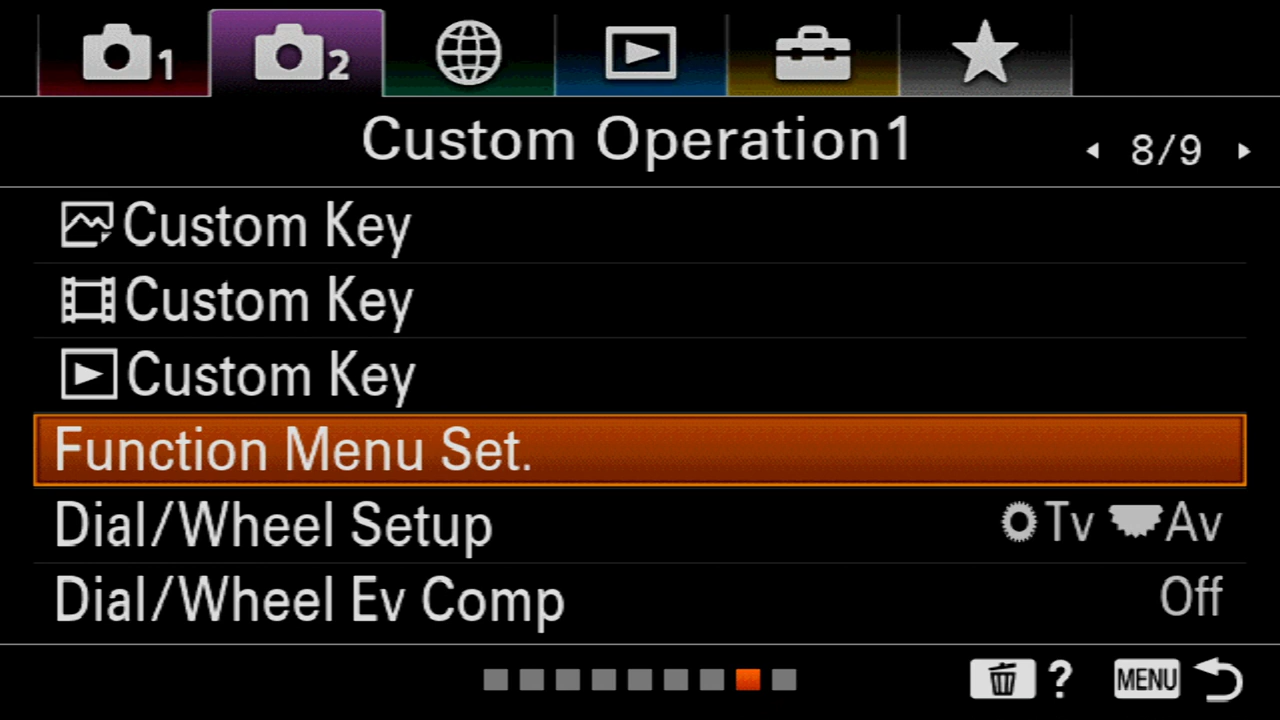 1 2
Custom Operation1 8/9
Custom Key
Custom Key
Custom Key
Function Menu Set.
Dial/Wheel Setup Tv Av
Dial/Wheel Ev Comp Off
? MENU